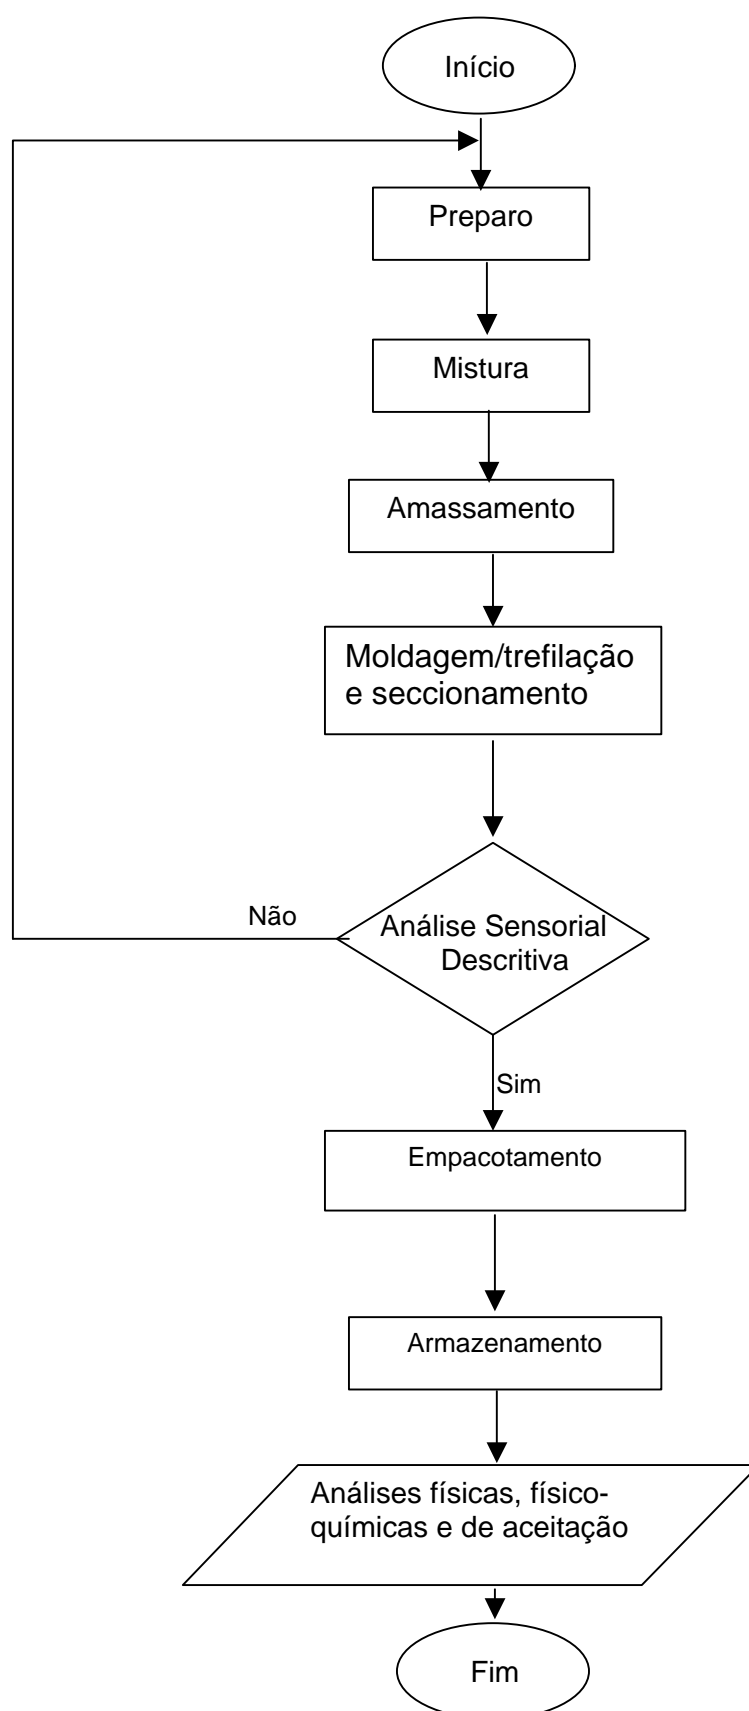 Início
Preparo
Mistura
Amassamento
Moldagem/trefilação
e seccionamento
Não
Análise Sensorial
Descritiva
Sim
Empacotamento
Armazenamento
Análises físicas, físico-
químicas e de aceitação
Fim